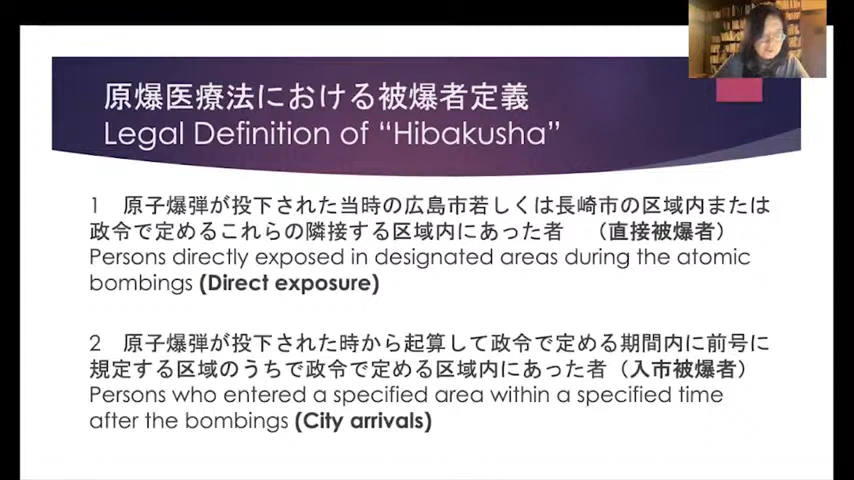 原爆医療法における被爆者定義
Legal Definition of “Hibakusha”
1　原子爆弾が投下された当時の広島市若しくは長崎市の区域内または
政令で定めるこれらの隣接する区域内にあった者　（直接被爆者）
Persons directly exposed in designated areas during the atomic
bombings (Direct exposure)
2　原子爆弾が投下された時から起算して政令で定める期間内に前号に
規定する区域のうちで政令で定める区域内にあった者（入市被爆者）
Persons who entered a specified area within a specified time
after the bombings (City arrivals)